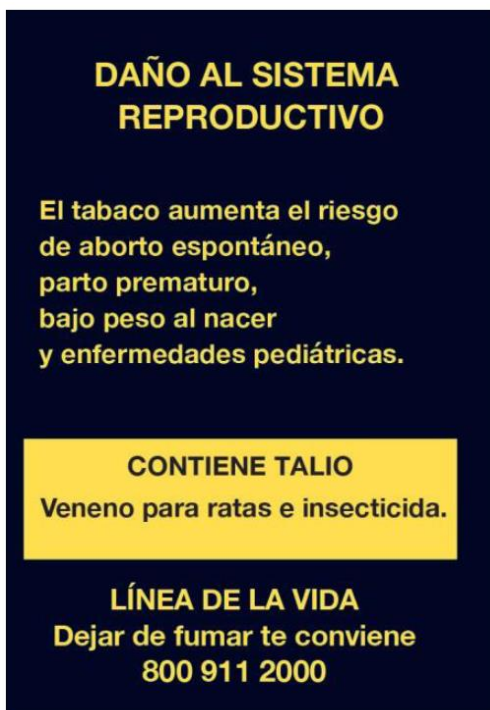 DAÑO AL SISTEMA
REPRODUCTIVO
El tabaco aumenta el riesgo
de aborto espontáneo,
parto prematuro,
bajo peso al nacer
y enfermedades pediátricas.
CONTIENE TALIO
Veneno para ratas e insecticida.
LÍNEA DE LA VIDA
Dejar de fumar te conviene
800 911 2000